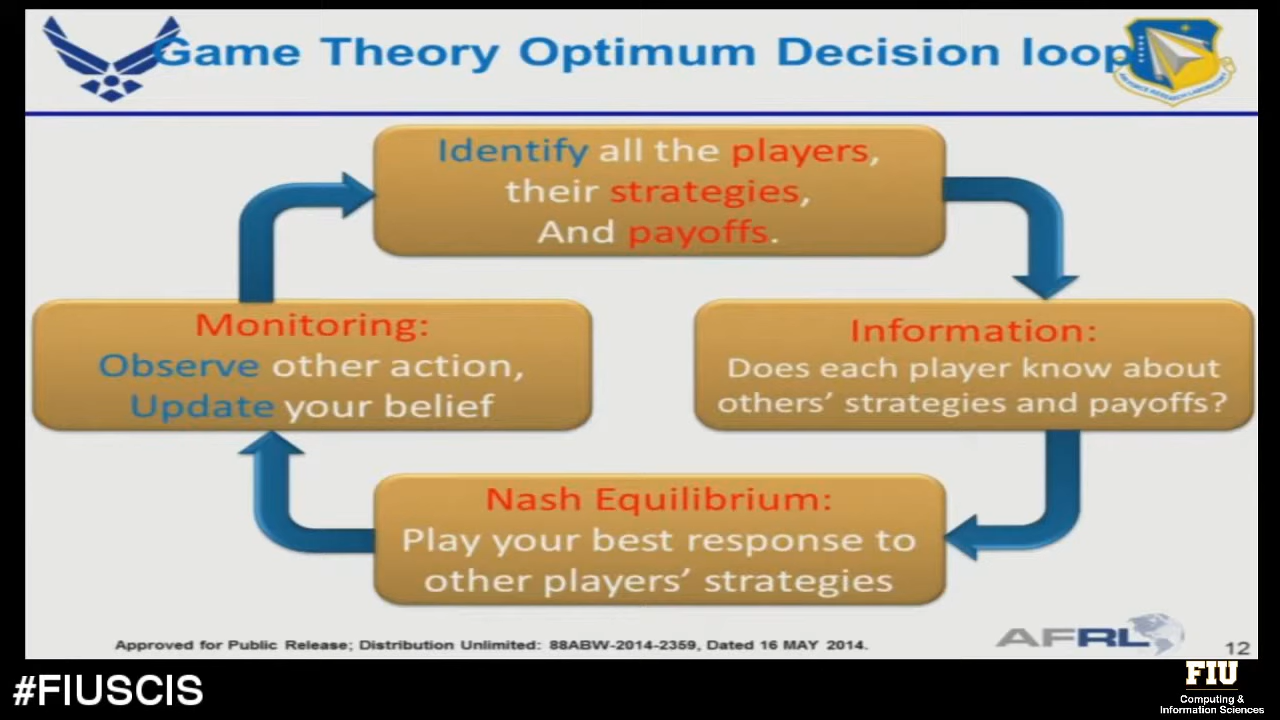 Game Theory Optimum Decision loop
Identify all the players,
their strategies,
And payoffs.
Monitoring:
Observe other action,
Update your belief
Information:
Does each player know about
others' strategies and payoffs?
Nash Equilibrium:
Play your best response to
other players' strategies
Approved for Public Release; Distribution Unlimited: 88ABW-2014-2359, Dated 16 MAY 2014.
AFRL
12
#FIUSCIS
FIU
Computing &
Information Sciences